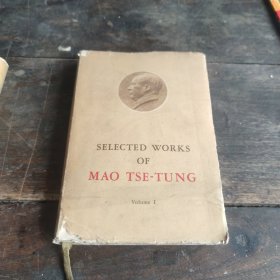 SELECTED WORKS
OF
MAO TSE-TUNG
Volume I